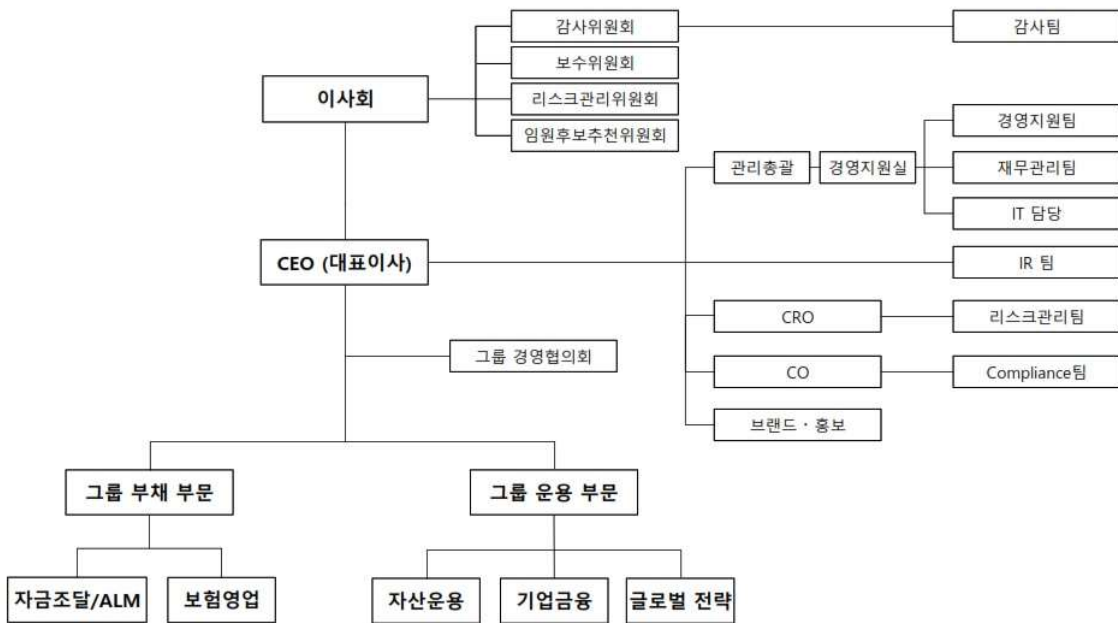 감사위원회
감사팀
보수위원회
이사회
리스크관리위원회
임원후보추천위원회
경영지원팀
관리총괄
경영지원실
재무관리팀
IT 담당
CEO (대표이사)
IR 팀
CRO
리스크관리팀
그룹 경영협의회
CO
Compliance팀
브랜드 · 홍보
그룹 부채 부문
그룹 운용 부문
자금조달/ALM
보험영업
자산운용
기업금융
글로벌 전략